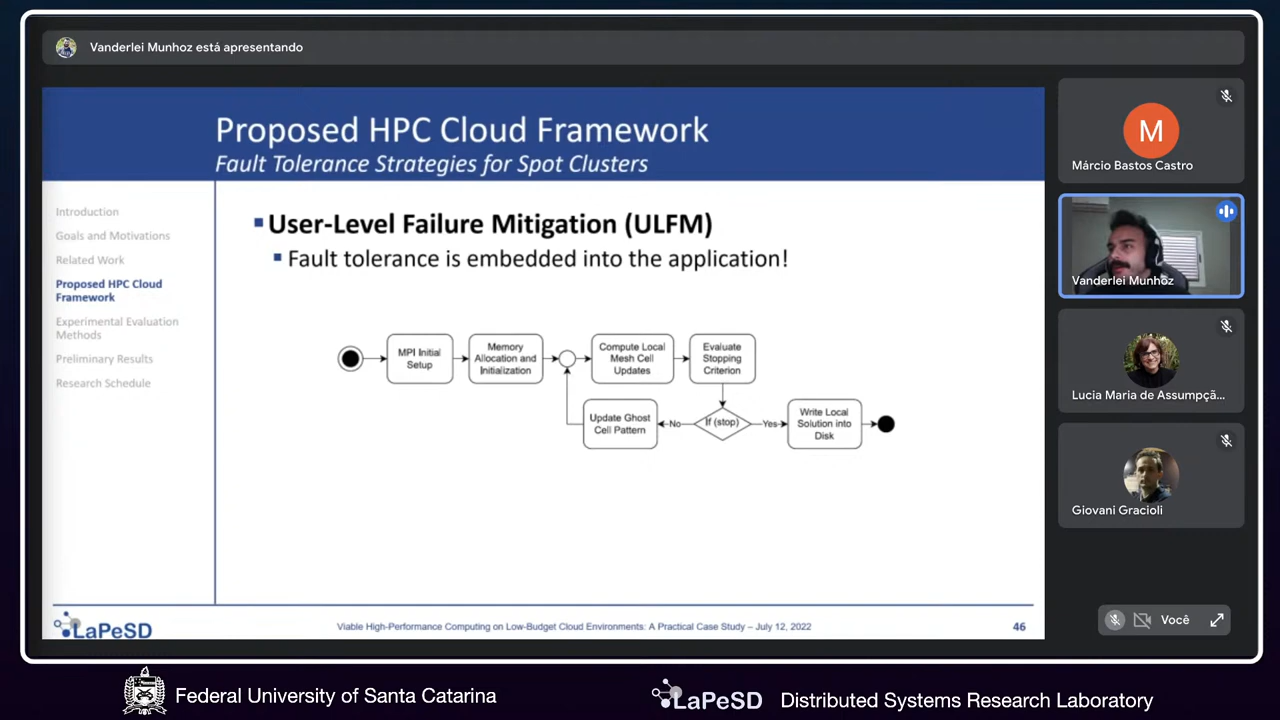 Vanderlei Munhoz está apresentando
Proposed HPC Cloud Framework
Fault Tolerance Strategies for Spot Clusters
Introduction
Goals and Motivations
Related Work
Proposed HPC Cloud
Framework
Experimental Evaluation
Methods
Preliminary Results
Research Schedule
User-Level Failure Mitigation (ULFM)
Fault tolerance is embedded into the application!
MPI Initial
Setup
Memory
Allocation and
Initialization
Compute Local
Mesh Cell
Updates
Evaluate
Stopping
Criterion
Update Ghost
Cell Pattern
No
If (stop)
Yes
Write Local
Solution into
Disk
LaPeSD
Viable High-Performance Computing on Low-Budget Cloud Environments: A Practical Case Study – July 12, 2022
46
M
Márcio Bastos Castro
Vanderlei Munhoz
Lucia Maria de Assumpçã...
Giovani Gracioli
Você
Federal University of Santa Catarina
LaPeSD
Distributed Systems Research Laboratory